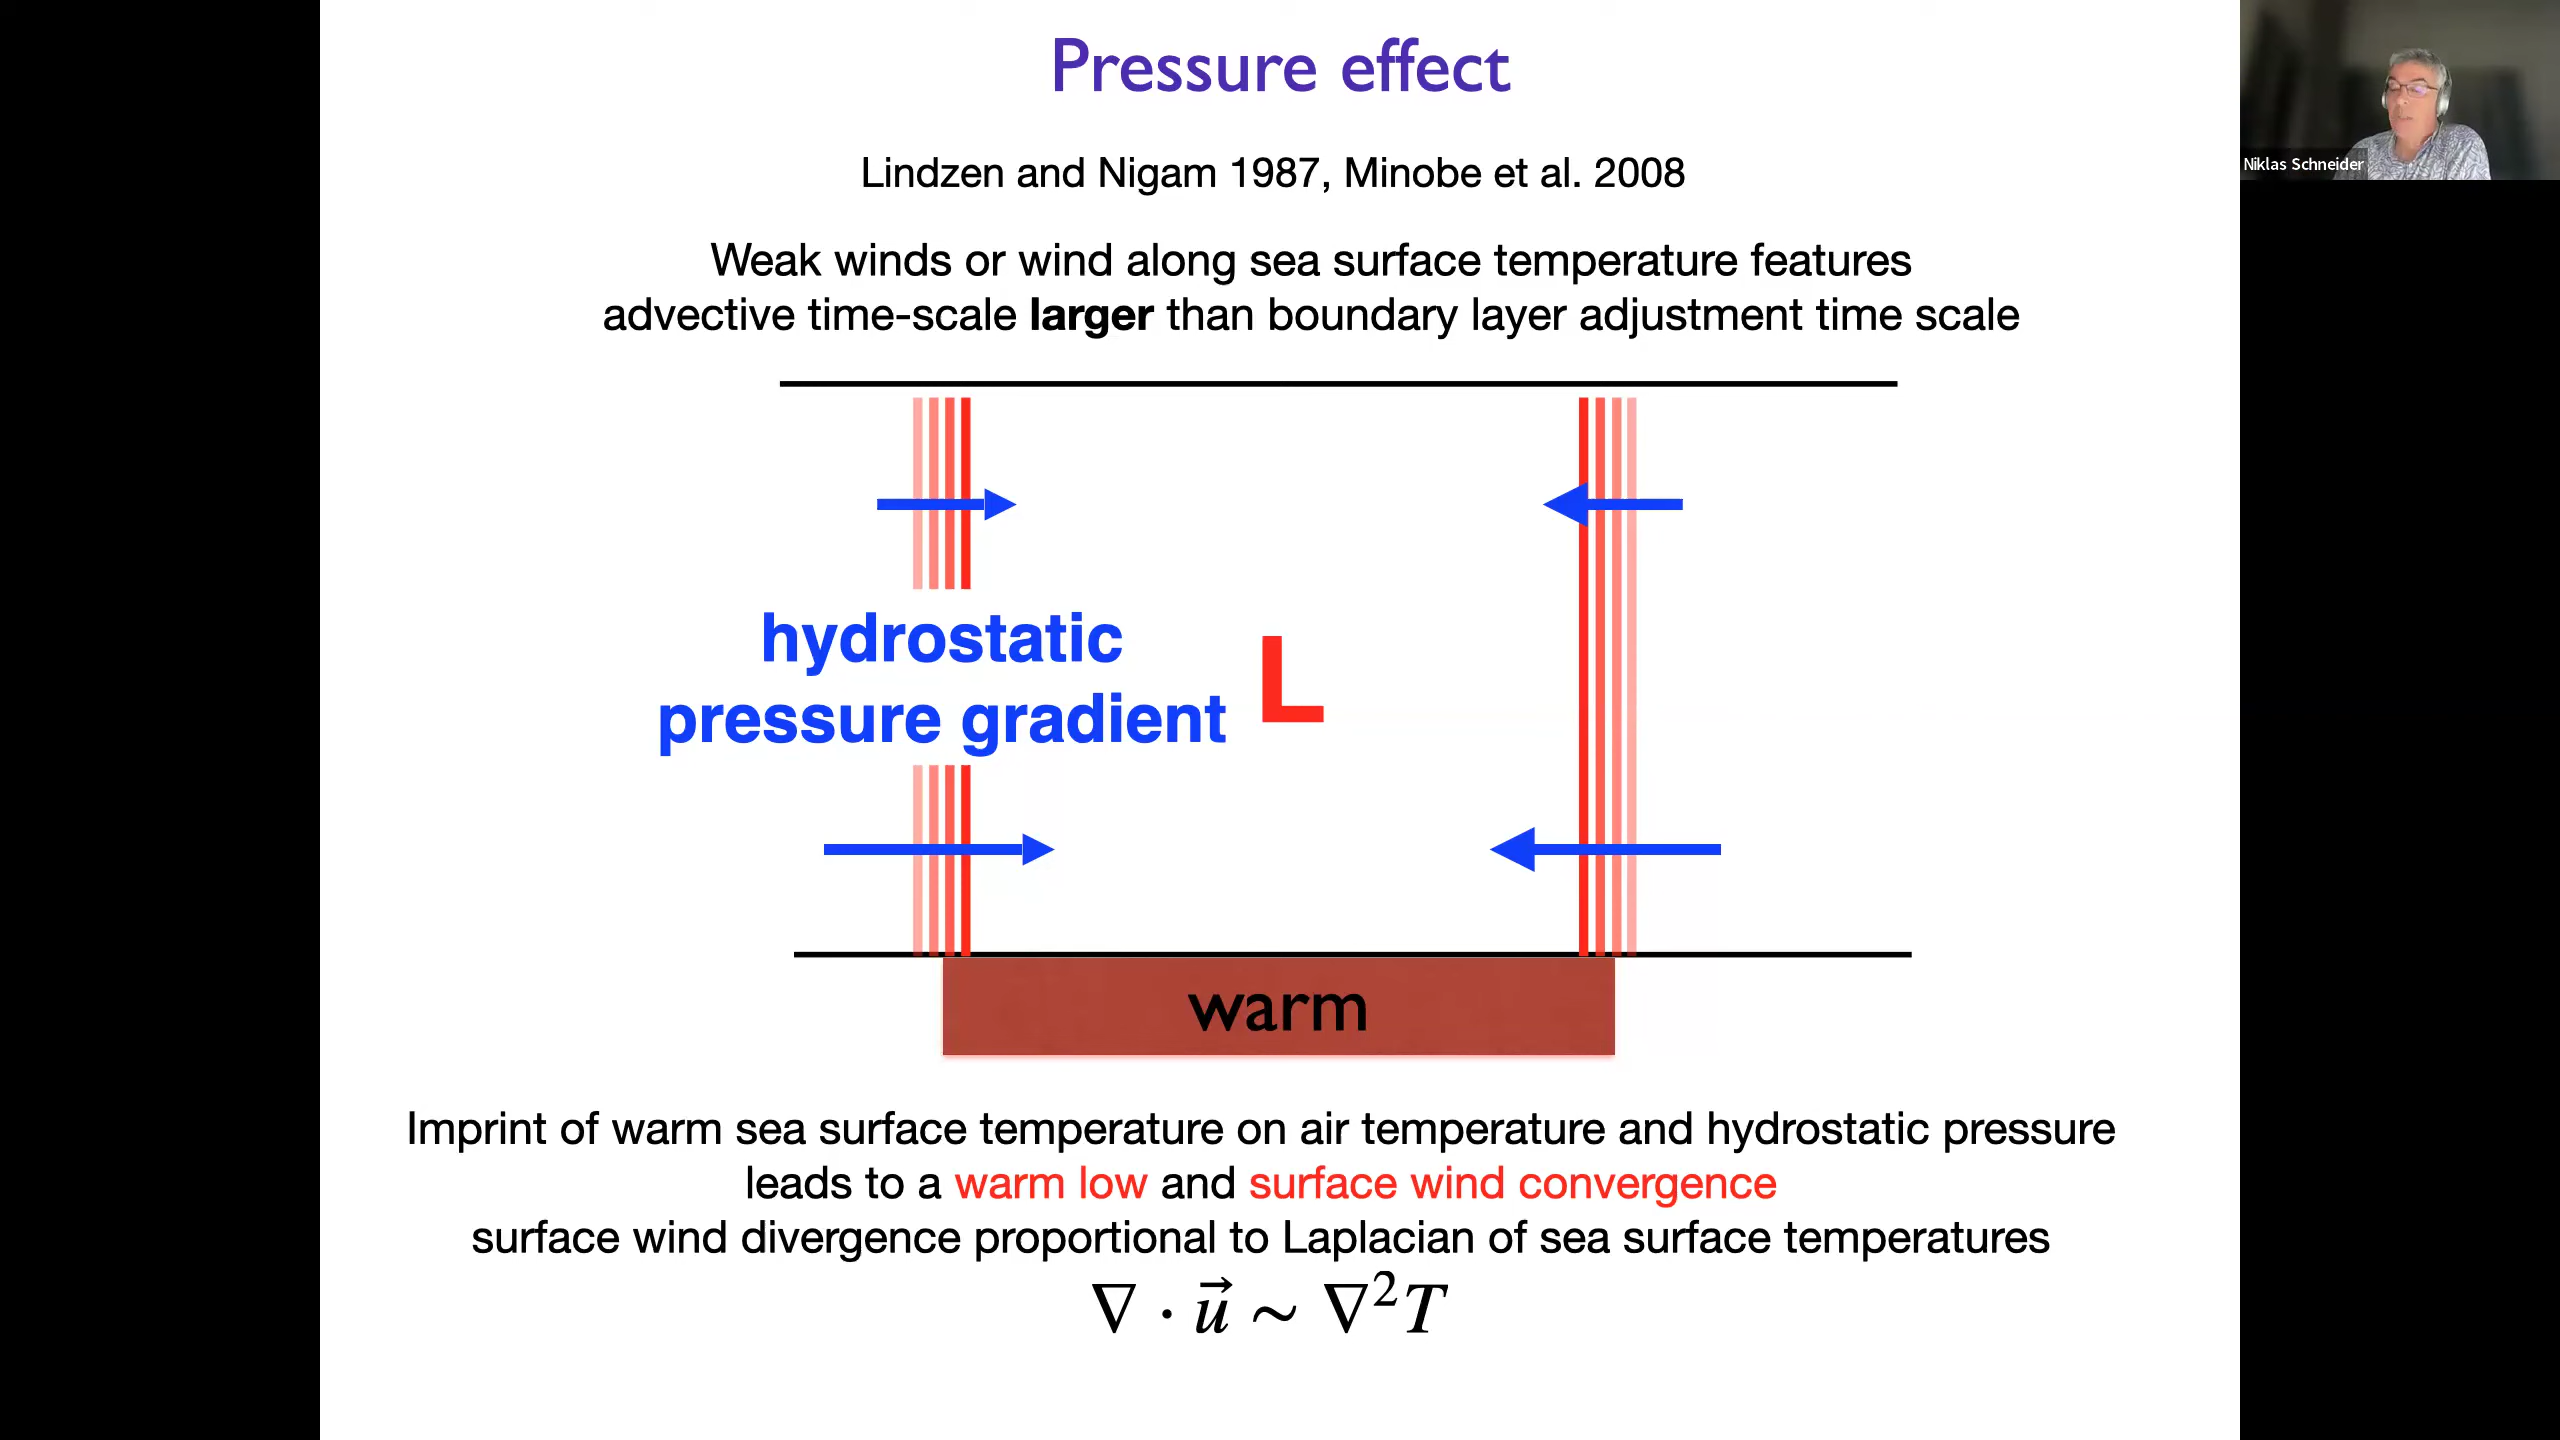 Pressure effect
Niklas Schneider
Lindzen and Nigam 1987, Minobe et al. 2008
Weak winds or wind along sea surface temperature features
advective time-scale larger than boundary layer adjustment time scale
hydrostatic
pressure gradient
L
warm
Imprint of warm sea surface temperature on air temperature and hydrostatic pressure
leads to a warm low and surface wind convergence
surface wind divergence proportional to Laplacian of sea surface temperatures
∇ · u⃗ ∼ ∇²T